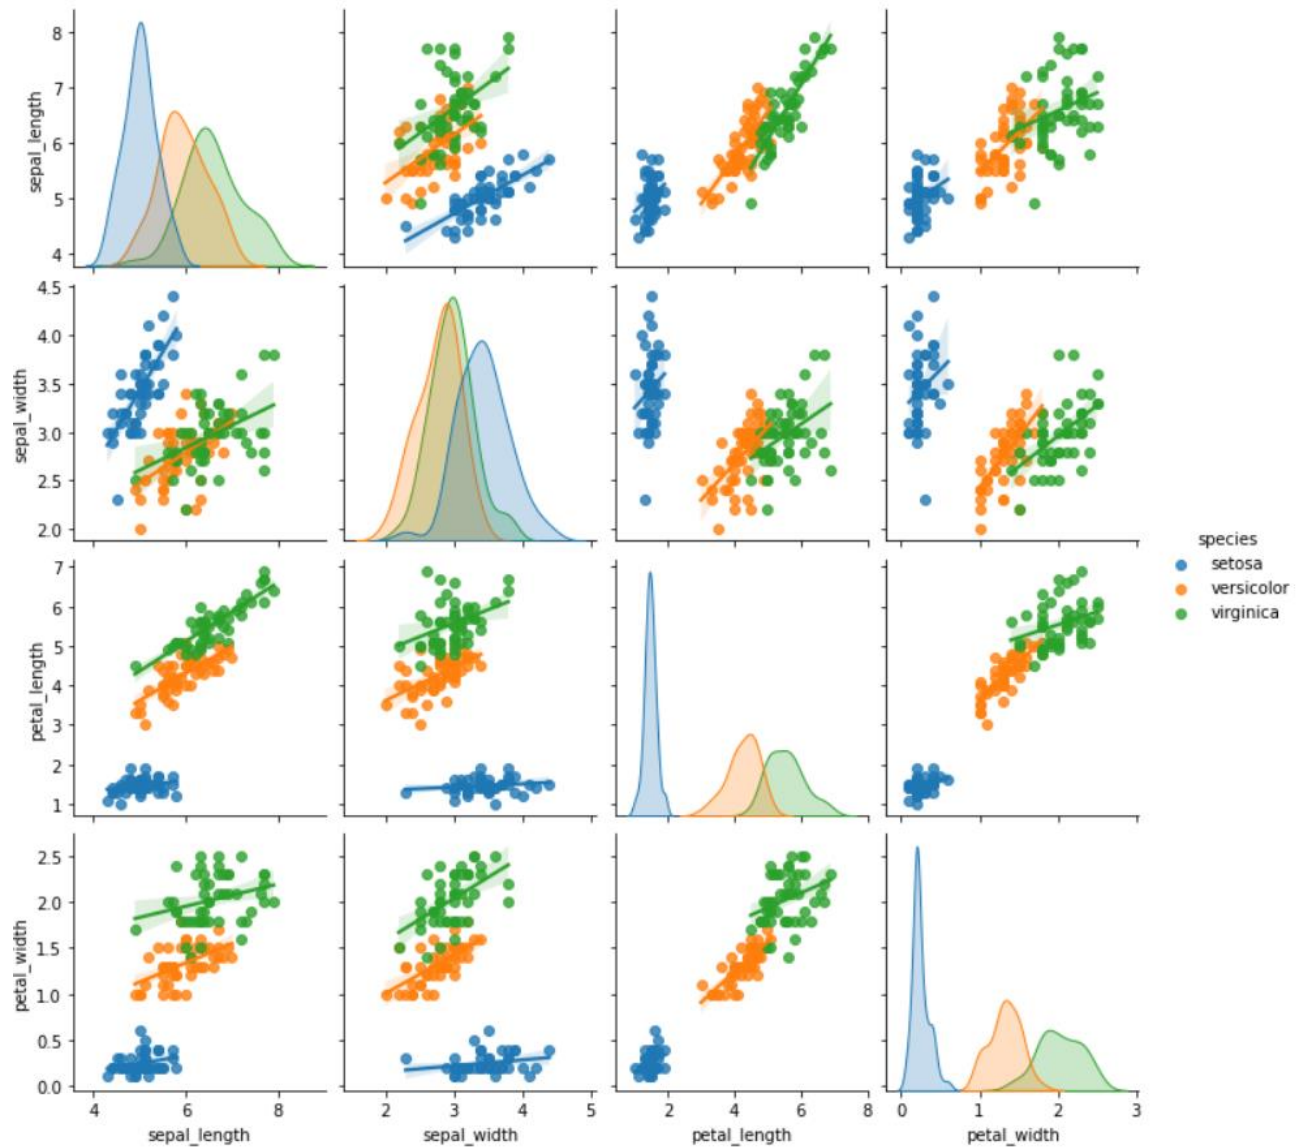 sepal_length
8
7
6
5
4
sepal_width
4.5
4.0
3.5
3.0
2.5
2.0
petal_length
7
6
5
4
3
2
1
petal_width
2.5
2.0
1.5
1.0
0.5
0.0
4 6 8
sepal_length
2 3 4 5
sepal_width
2 4 6 8
petal_length
0 1 2 3
petal_width
species
setosa
versicolor
virginica